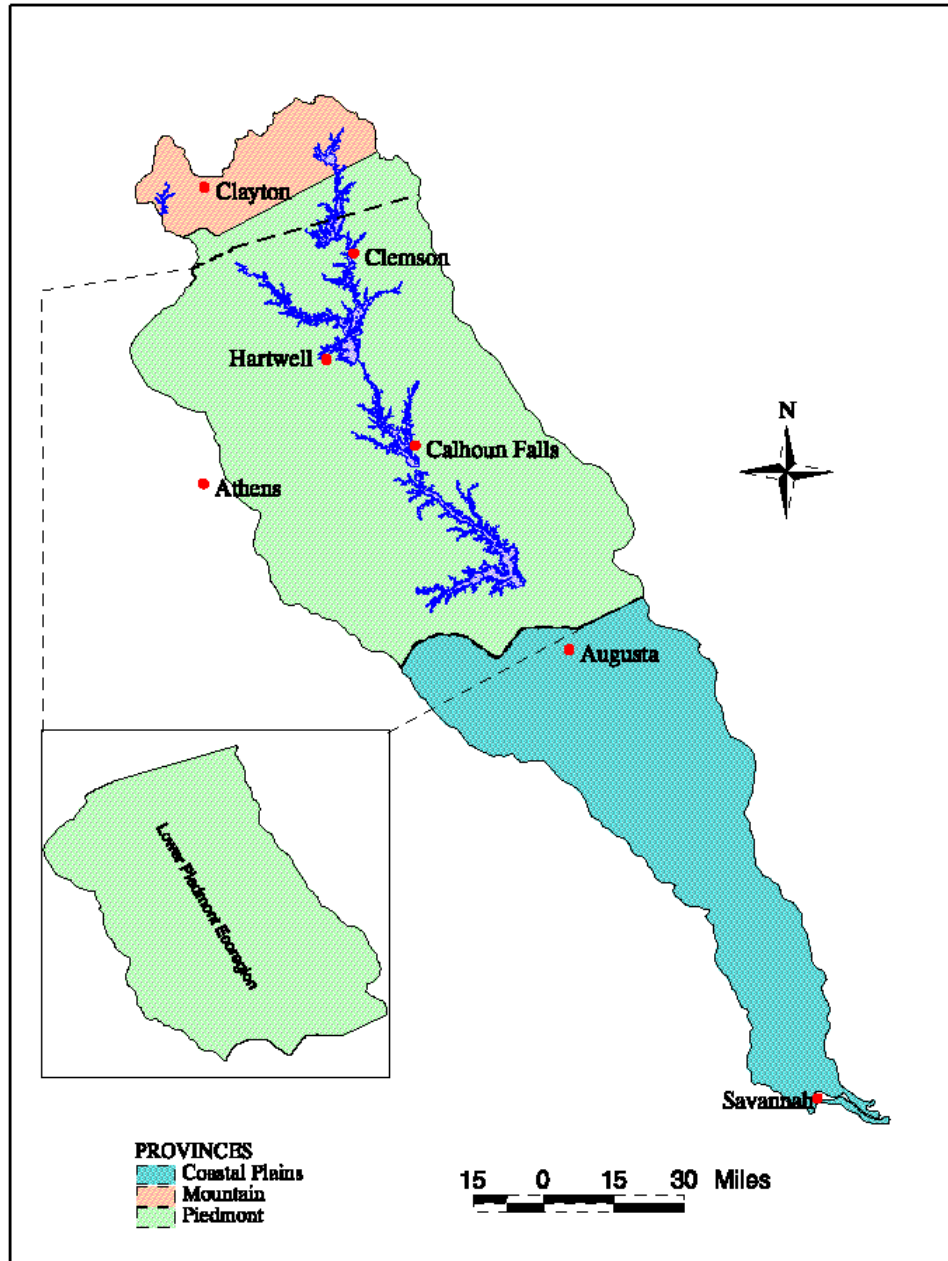 Clayton
Clemson
Hartwell
Calhoun Falls
N
Athens
Augusta
Lower Piedmont Ecoregion
Savannah
PROVINCES
Coastal Plains
Mountain
Piedmont
15 0 15 30 Miles